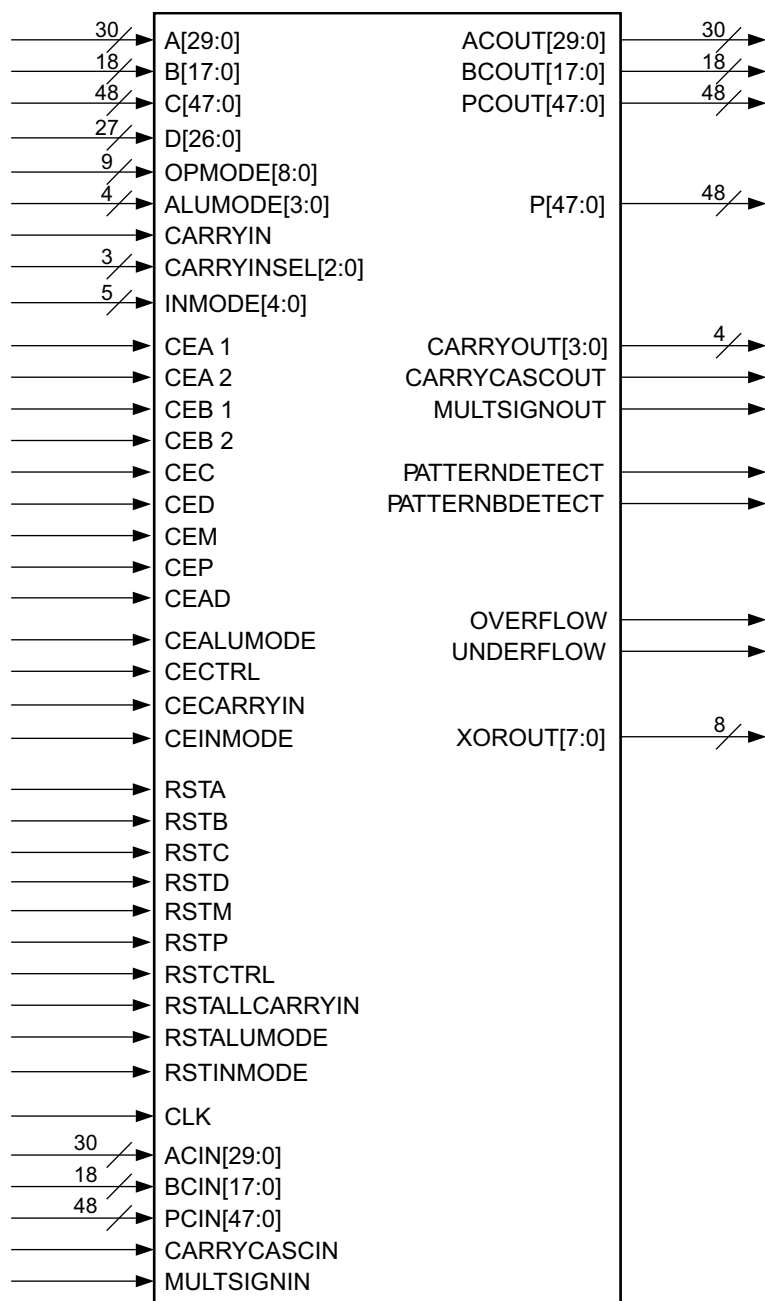 30 A[29:0] ACOUT[29:0] 30
18 B[17:0] BCOUT[17:0] 18
48 C[47:0] PCOUT[47:0] 48
27 D[26:0]
9 OPMODE[8:0]
4 ALUMODE[3:0] P[47:0] 48
CARRYIN
3 CARRYINSEL[2:0]
5 INMODE[4:0]
CEA 1 CARRYOUT[3:0] 4
CEA 2 CARRYCASCOUT
CEB 1 MULTSIGNOUT
CEB 2
CEC PATTERNDETECT
CED PATTERNBDETECT
CEM
CEP
CEAD
OVERFLOW
CEALUMODE
UNDERFLOW
CECTRL
CECARRYIN
CEINMODE XOROUT[7:0] 8
RSTA
RSTB
RSTC
RSTD
RSTM
RSTP
RSTCTRL
RSTALLCARRYIN
RSTALUMODE
RSTINMODE
CLK
30 ACIN[29:0]
18 BCIN[17:0]
48 PCIN[47:0]
CARRYCASCIN
MULTSIGNIN